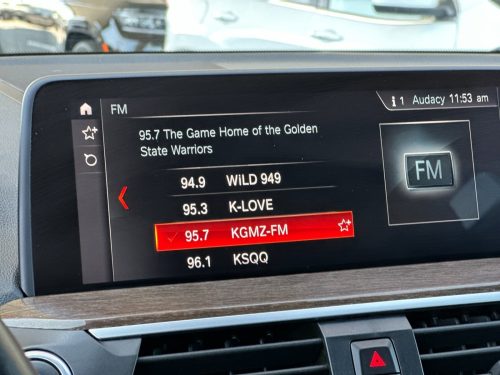 FM
1 Audacy 11:53 am
95.7 The Game Home of the Golden
State Warriors
94.9 WiLD 949
95.3 K-LOVE
95.7 KGMZ-FM
96.1 KSQQ
FM